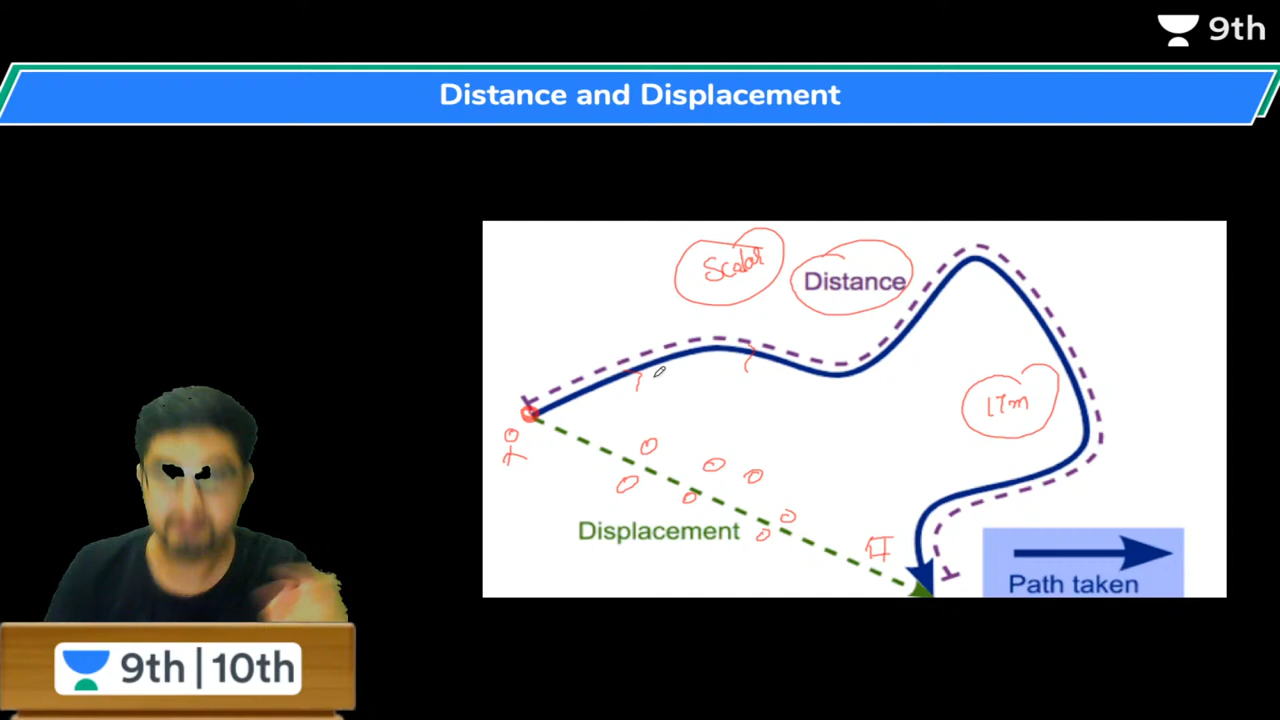 9th
Distance and Displacement
Scalar
Distance
17m
Displacement
Path taken
9th | 10th